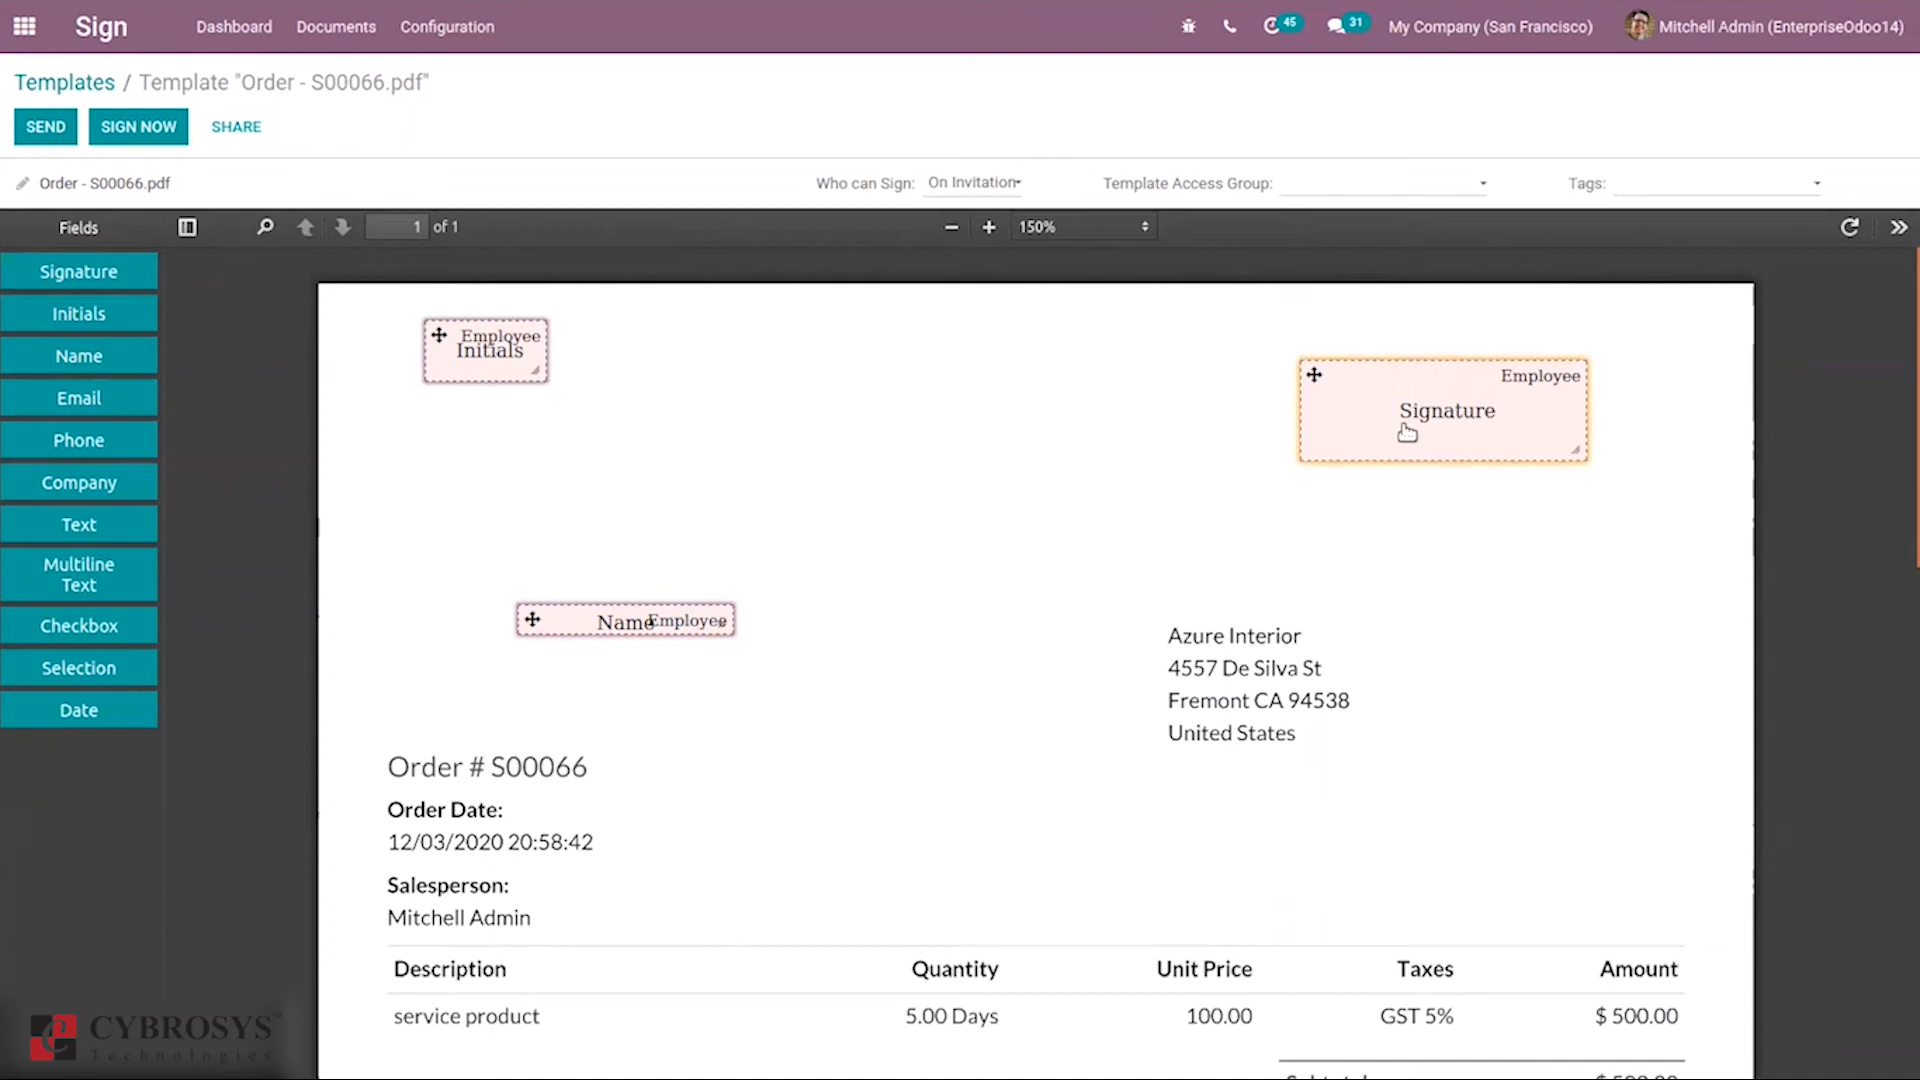 Sign Dashboard Documents Configuration 45 31 My Company (San Francisco) Mitchell Admin (EnterpriseOdoo14)
Templates / Template "Order - S00066.pdf"
SEND SIGN NOW SHARE
Order - S00066.pdf Who can Sign: On Invitation Template Access Group: Tags:
Fields 1 of 1 150%
Signature
Initials
Name
Email
Phone
Company
Text
Multiline
Text
Checkbox
Selection
Date
Employee
Initials
Employee
Signature
Name Employee
Azure Interior
4557 De Silva St
Fremont CA 94538
United States
Order # S00066
Order Date:
12/03/2020 20:58:42
Salesperson:
Mitchell Admin
Description Quantity Unit Price Taxes Amount
service product 5.00 Days 100.00 GST 5% $ 500.00
CYBROSYS
Technologies